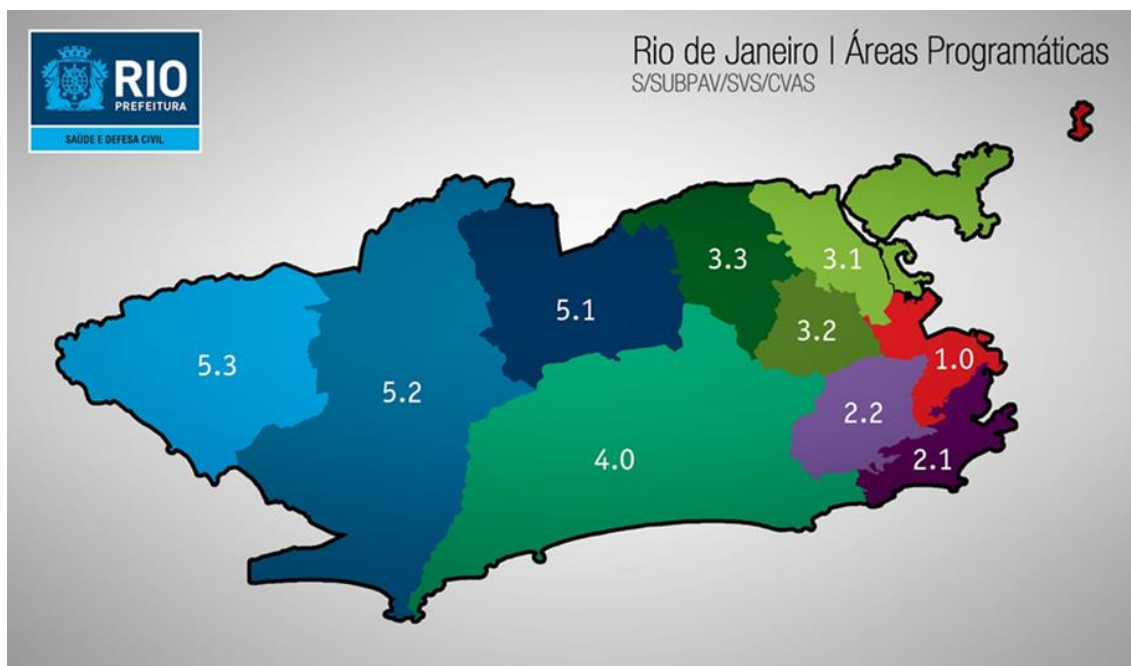 RIO
PREFEITURA
SAÚDE E DEFESA CIVIL
Rio de Janeiro | Áreas Programáticas
S/SUBPAV/SVS/CVAS
3.3
3.1
5.1
3.2
5.3
1.0
5.2
2.2
4.0
2.1